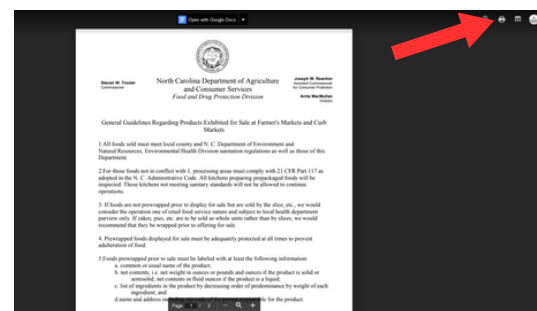 Open with Google Docs
Steven W. Troxler
Commissioner
North Carolina Department of Agriculture
and Consumer Services
Food and Drug Protection Division
Joseph W. Reardon
Assistant Commissioner
for Consumer Protection
Anita MacMullan
Director
General Guidelines Regarding Products Exhibited for Sale at Farmer's Markets and Curb
Markets
1.All foods sold must meet local county and N. C. Department of Environment and
Natural Resources, Environmental Health Division sanitation regulations as well as those of this
Department.
2.For those foods not in conflict with 1, processing areas must comply with 21 CFR Part 117 as
adopted in the N. C. Administrative Code. All kitchens preparing prepackaged foods will be
inspected. Those kitchens not meeting sanitary standards will not be allowed to continue
operations.
3. If foods are not prewrapped prior to display for sale but are sold by the slice, etc., we would
consider the operation one of retail food service nature and subject to local health department
purview only. If cakes, pies, etc. are to be sold as whole units rather than by slices, we would
recommend that they be wrapped prior to offering for sale.
4. Prewrapped foods displayed for sale must be adequately protected at all times to prevent
adulteration of food.
5.Foods prewrapped prior to sale must be labeled with at least the following information:
a. common or usual name of the product;
b. net contents, i.e. net weight in ounces or pounds and ounces if the product is solid or
semisolid; net contents in fluid ounces if the product is a liquid;
c. list of ingredients in the product by decreasing order of predominance by weight of each
ingredient; and
d.name and address for the product.
Page 1 / 2 — +